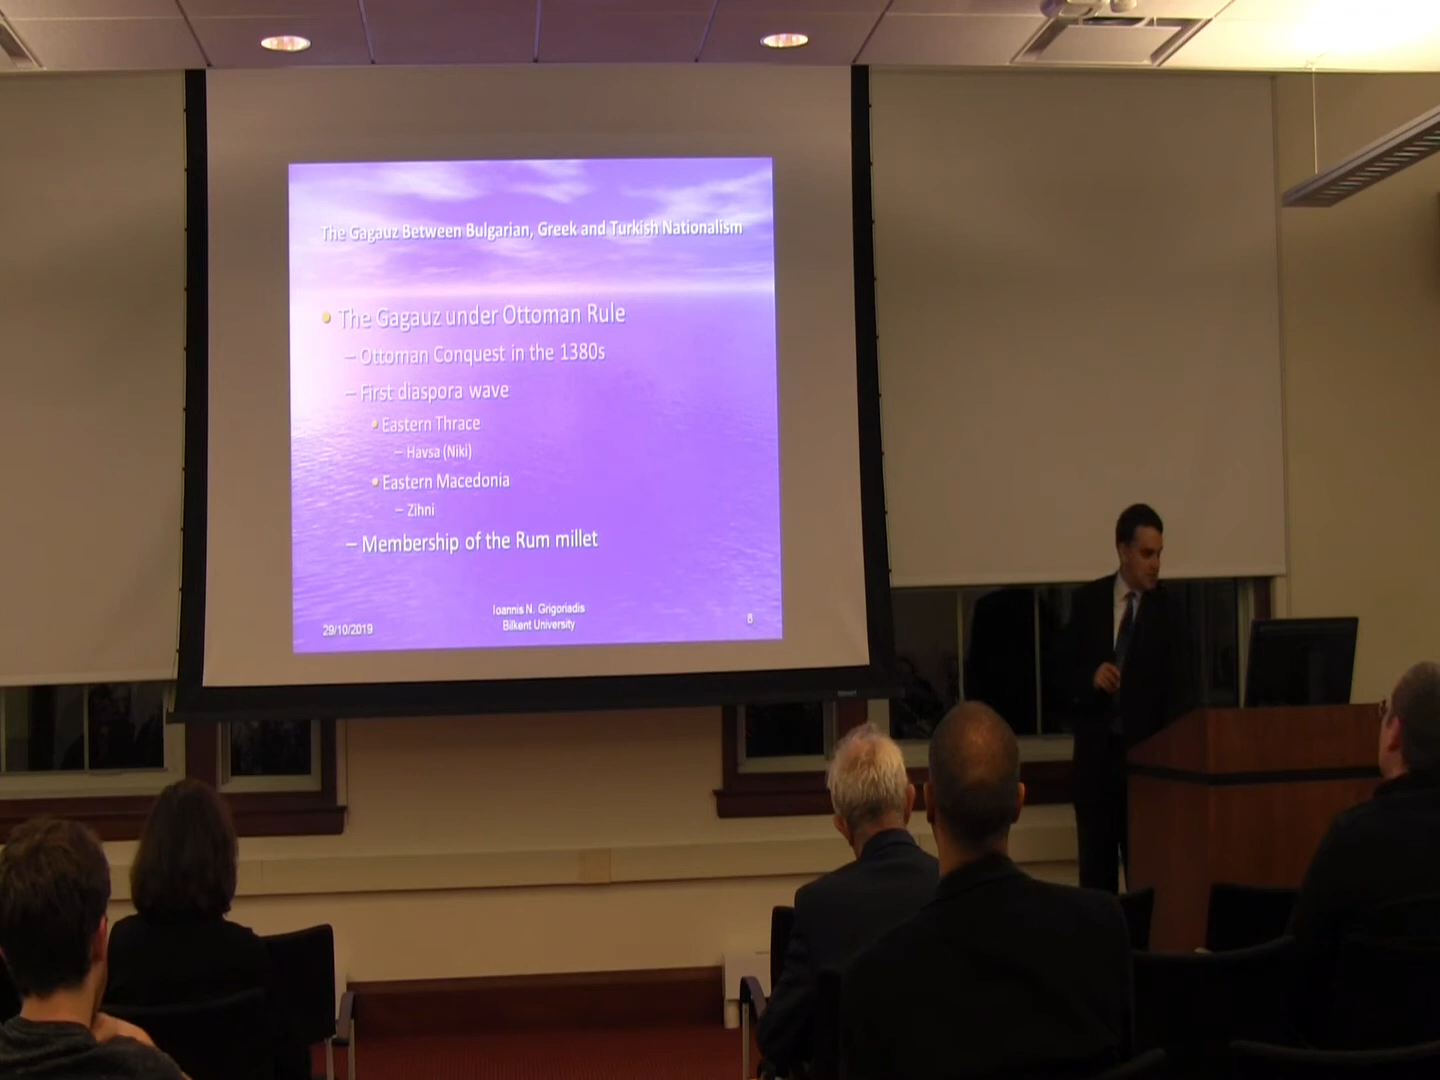 The Gagauz Between Bulgarian, Greek and Turkish Nationalism
• The Gagauz under Ottoman Rule
– Ottoman Conquest in the 1380s
– First diaspora wave
• Eastern Thrace
– Havsa (Niki)
• Eastern Macedonia
– Zihni
– Membership of the Rum millet
29/10/2019
Ioannis N. Grigoriadis
Bilkent University